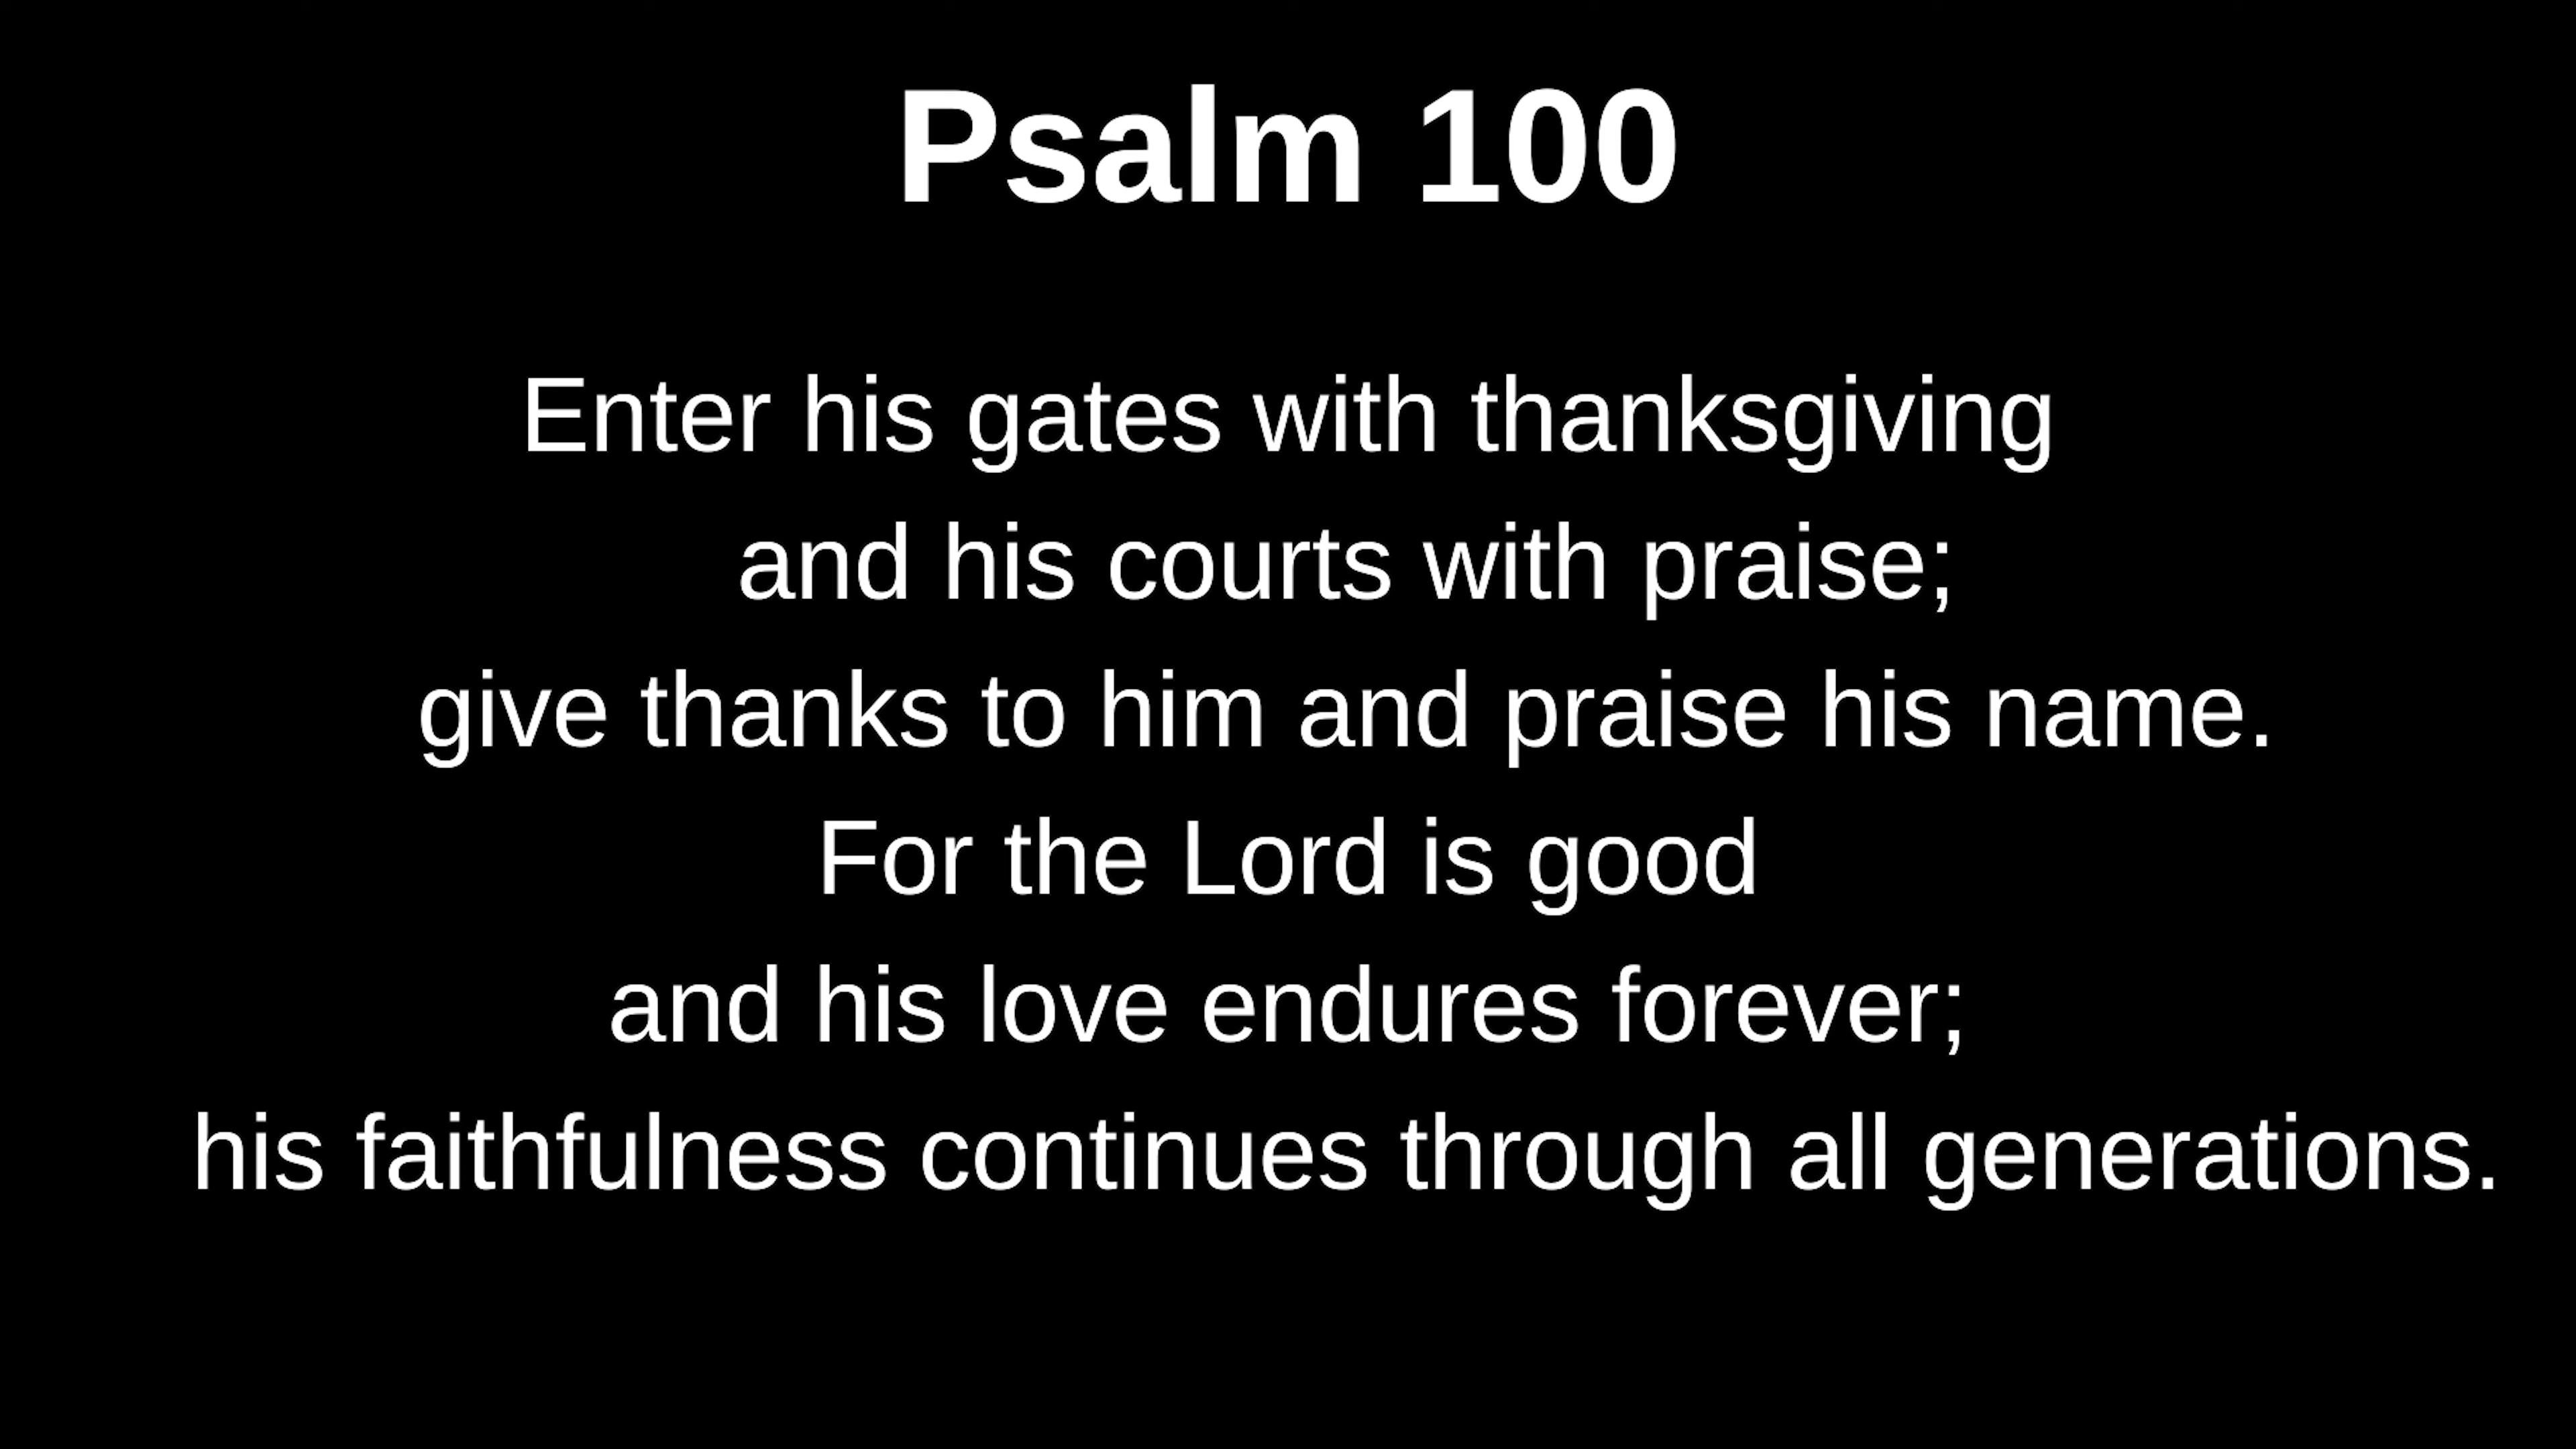 Psalm 100
Enter his gates with thanksgiving
and his courts with praise;
give thanks to him and praise his name.
For the Lord is good
and his love endures forever;
his faithfulness continues through all generations.